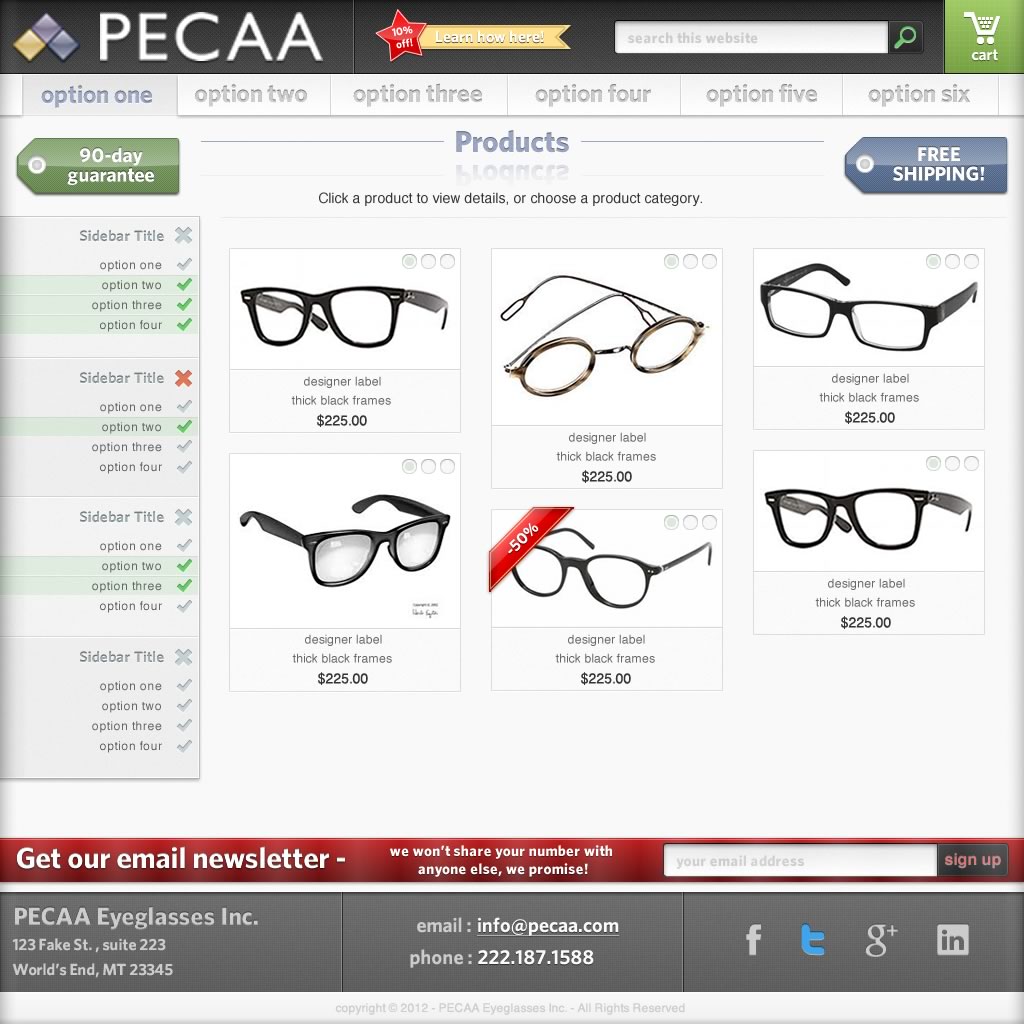 PECAA
10%
off!
Learn how here!
search this website
cart
option one
option two
option three
option four
option five
option six
90-day
guarantee
Products
Click a product to view details, or choose a product category.
FREE
SHIPPING!
Sidebar Title
option one
option two
option three
option four
Sidebar Title
option one
option two
option three
option four
Sidebar Title
option one
option two
option three
option four
Sidebar Title
option one
option two
option three
option four
designer label
thick black frames
$225.00
designer label
thick black frames
$225.00
designer label
thick black frames
$225.00
designer label
thick black frames
$225.00
-50%
designer label
thick black frames
$225.00
designer label
thick black frames
$225.00
Get our email newsletter -
we won't share your number with
anyone else, we promise!
your email address
sign up
PECAA Eyeglasses Inc.
123 Fake St. , suite 223
World's End, MT 23345
email : info@pecaa.com
phone : 222.187.1588
copyright © 2012 - PECAA Eyeglasses Inc. - All Rights Reserved